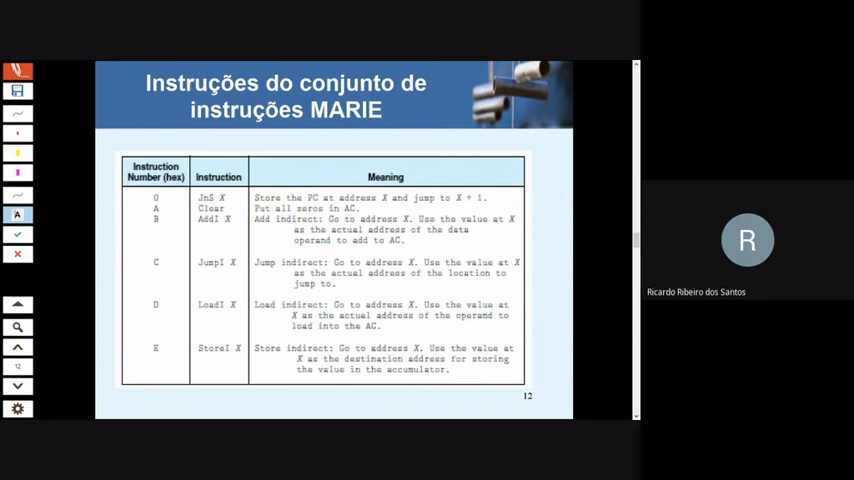 Instruções do conjunto de
instruções MARIE
Instruction
Number (hex) Instruction Meaning
0 JnS X Store the PC at address X and jump to X + 1.
A Clear Put all zeros in AC.
B AddI X Add indirect: Go to address X. Use the value at X
as the actual address of the data
operand to add to AC.
C JumpI X Jump indirect: Go to address X. Use the value at X
as the actual address of the location to
jump to.
D LoadI X Load indirect: Go to address X. Use the value at
X as the actual address of the operand to
load into the AC.
E StoreI X Store indirect: Go to address X. Use the value at
X as the destination address for storing
the value in the accumulator.
12
A
12
R
Ricardo Ribeiro dos Santos